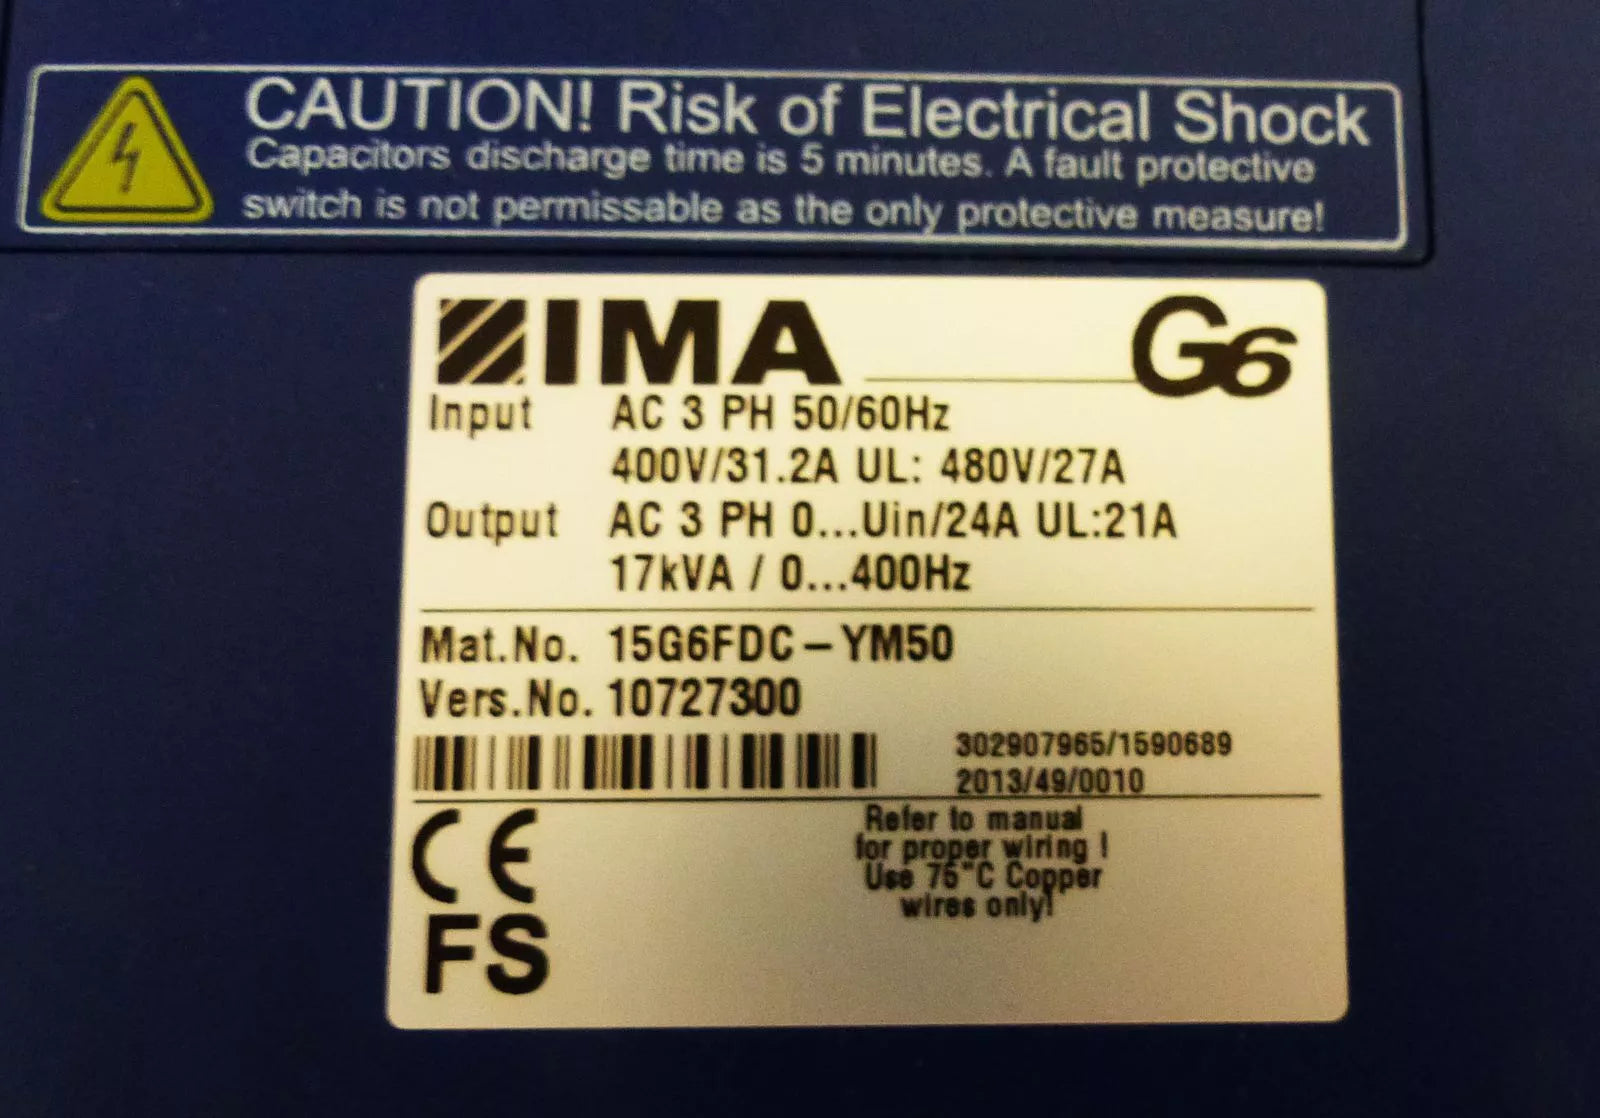 CAUTION! Risk of Electrical Shock
Capacitors discharge time is 5 minutes. A fault protective
switch is not permissable as the only protective measure!
IMA G6
Input AC 3 PH 50/60Hz
400V/31.2A UL: 480V/27A
Output AC 3 PH 0...Uin/24A UL:21A
17kVA / 0...400Hz
Mat.No. 15G6FDC-YM50
Vers.No. 10727300
302907965/1590689
2013/49/0010
CE
FS
Refer to manual
for proper wiring !
Use 75°C Copper
wires only!